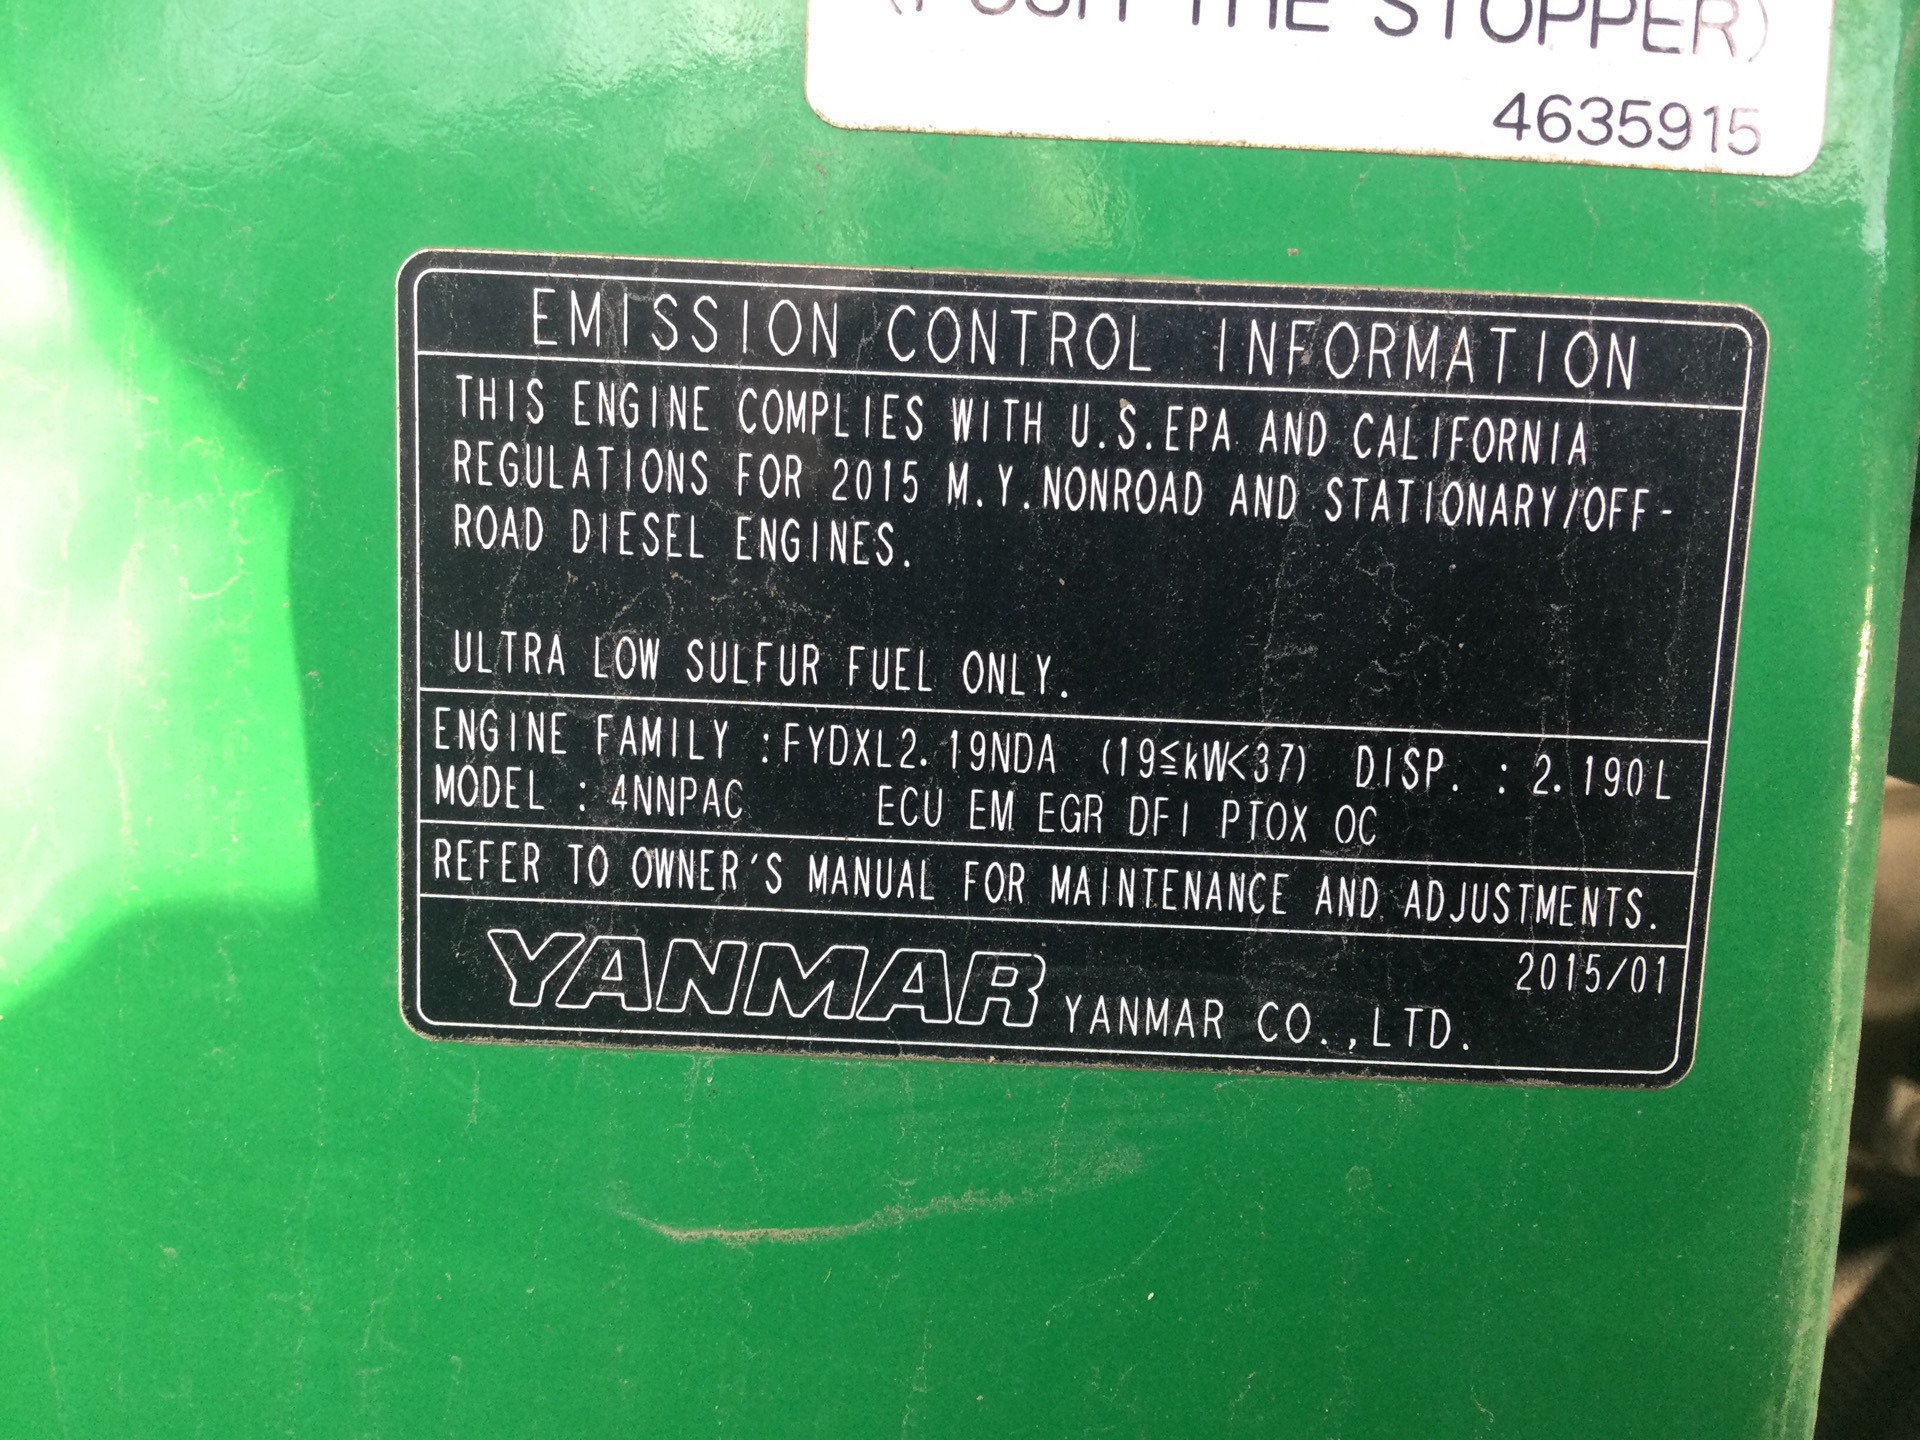 (PUSH THE STOPPER)
4635915
EMISSION CONTROL INFORMATION
THIS ENGINE COMPLIES WITH U.S.EPA AND CALIFORNIA
REGULATIONS FOR 2015 M.Y.NONROAD AND STATIONARY/OFF-
ROAD DIESEL ENGINES.
ULTRA LOW SULFUR FUEL ONLY.
ENGINE FAMILY :FYDXL2.19NDA (19≦kW<37) DISP. : 2.190L
MODEL : 4NNPAC ECU EM EGR DFI PTOX OC
REFER TO OWNER'S MANUAL FOR MAINTENANCE AND ADJUSTMENTS.
2015/01
YANMAR YANMAR CO.,LTD.